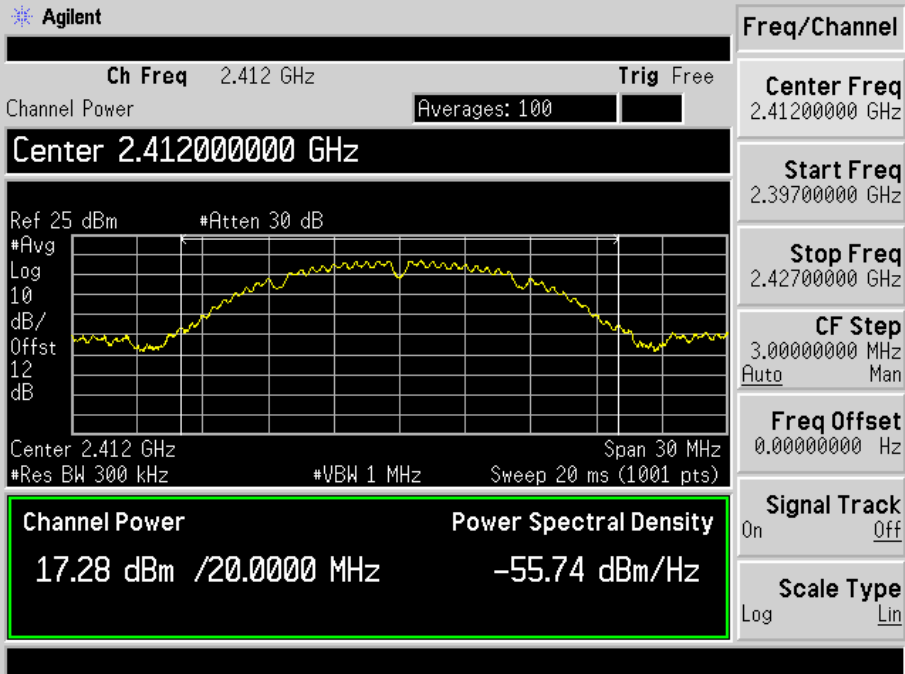 Agilent
Freq/Channel
Ch Freq 2.412 GHz Trig Free
Channel Power Averages: 100
Center 2.412000000 GHz
Ref 25 dBm #Atten 30 dB
#Avg
Log
10
dB/
Offst
12
dB
Center 2.412 GHz Span 30 MHz
#Res BW 300 kHz #VBW 1 MHz Sweep 20 ms (1001 pts)
Channel Power Power Spectral Density
17.28 dBm /20.0000 MHz -55.74 dBm/Hz
Center Freq
2.41200000 GHz
Start Freq
2.39700000 GHz
Stop Freq
2.42700000 GHz
CF Step
3.00000000 MHz
Auto Man
Freq Offset
0.00000000 Hz
Signal Track
On Off
Scale Type
Log Lin